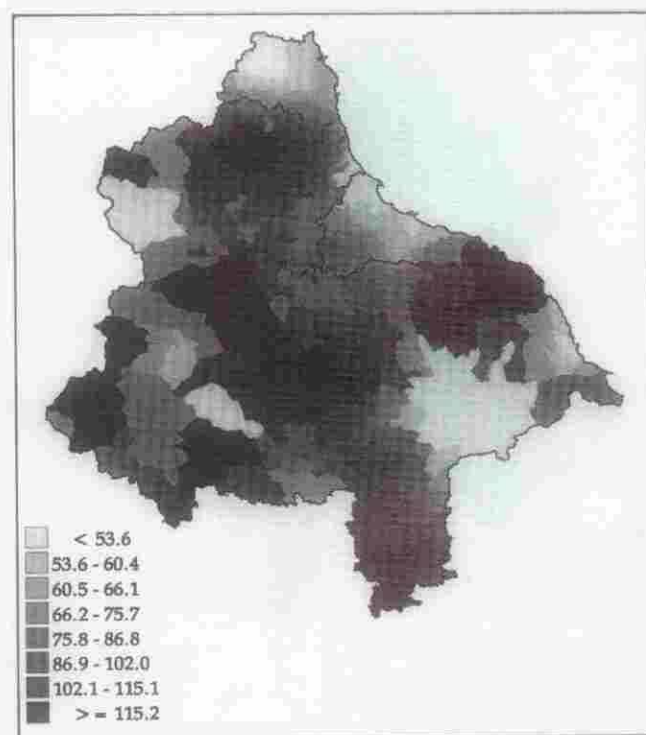 < 53.6
53.6 - 60.4
60.5 - 66.1
66.2 - 75.7
75.8 - 86.8
86.9 - 102.0
102.1 - 115.1
> = 115.2